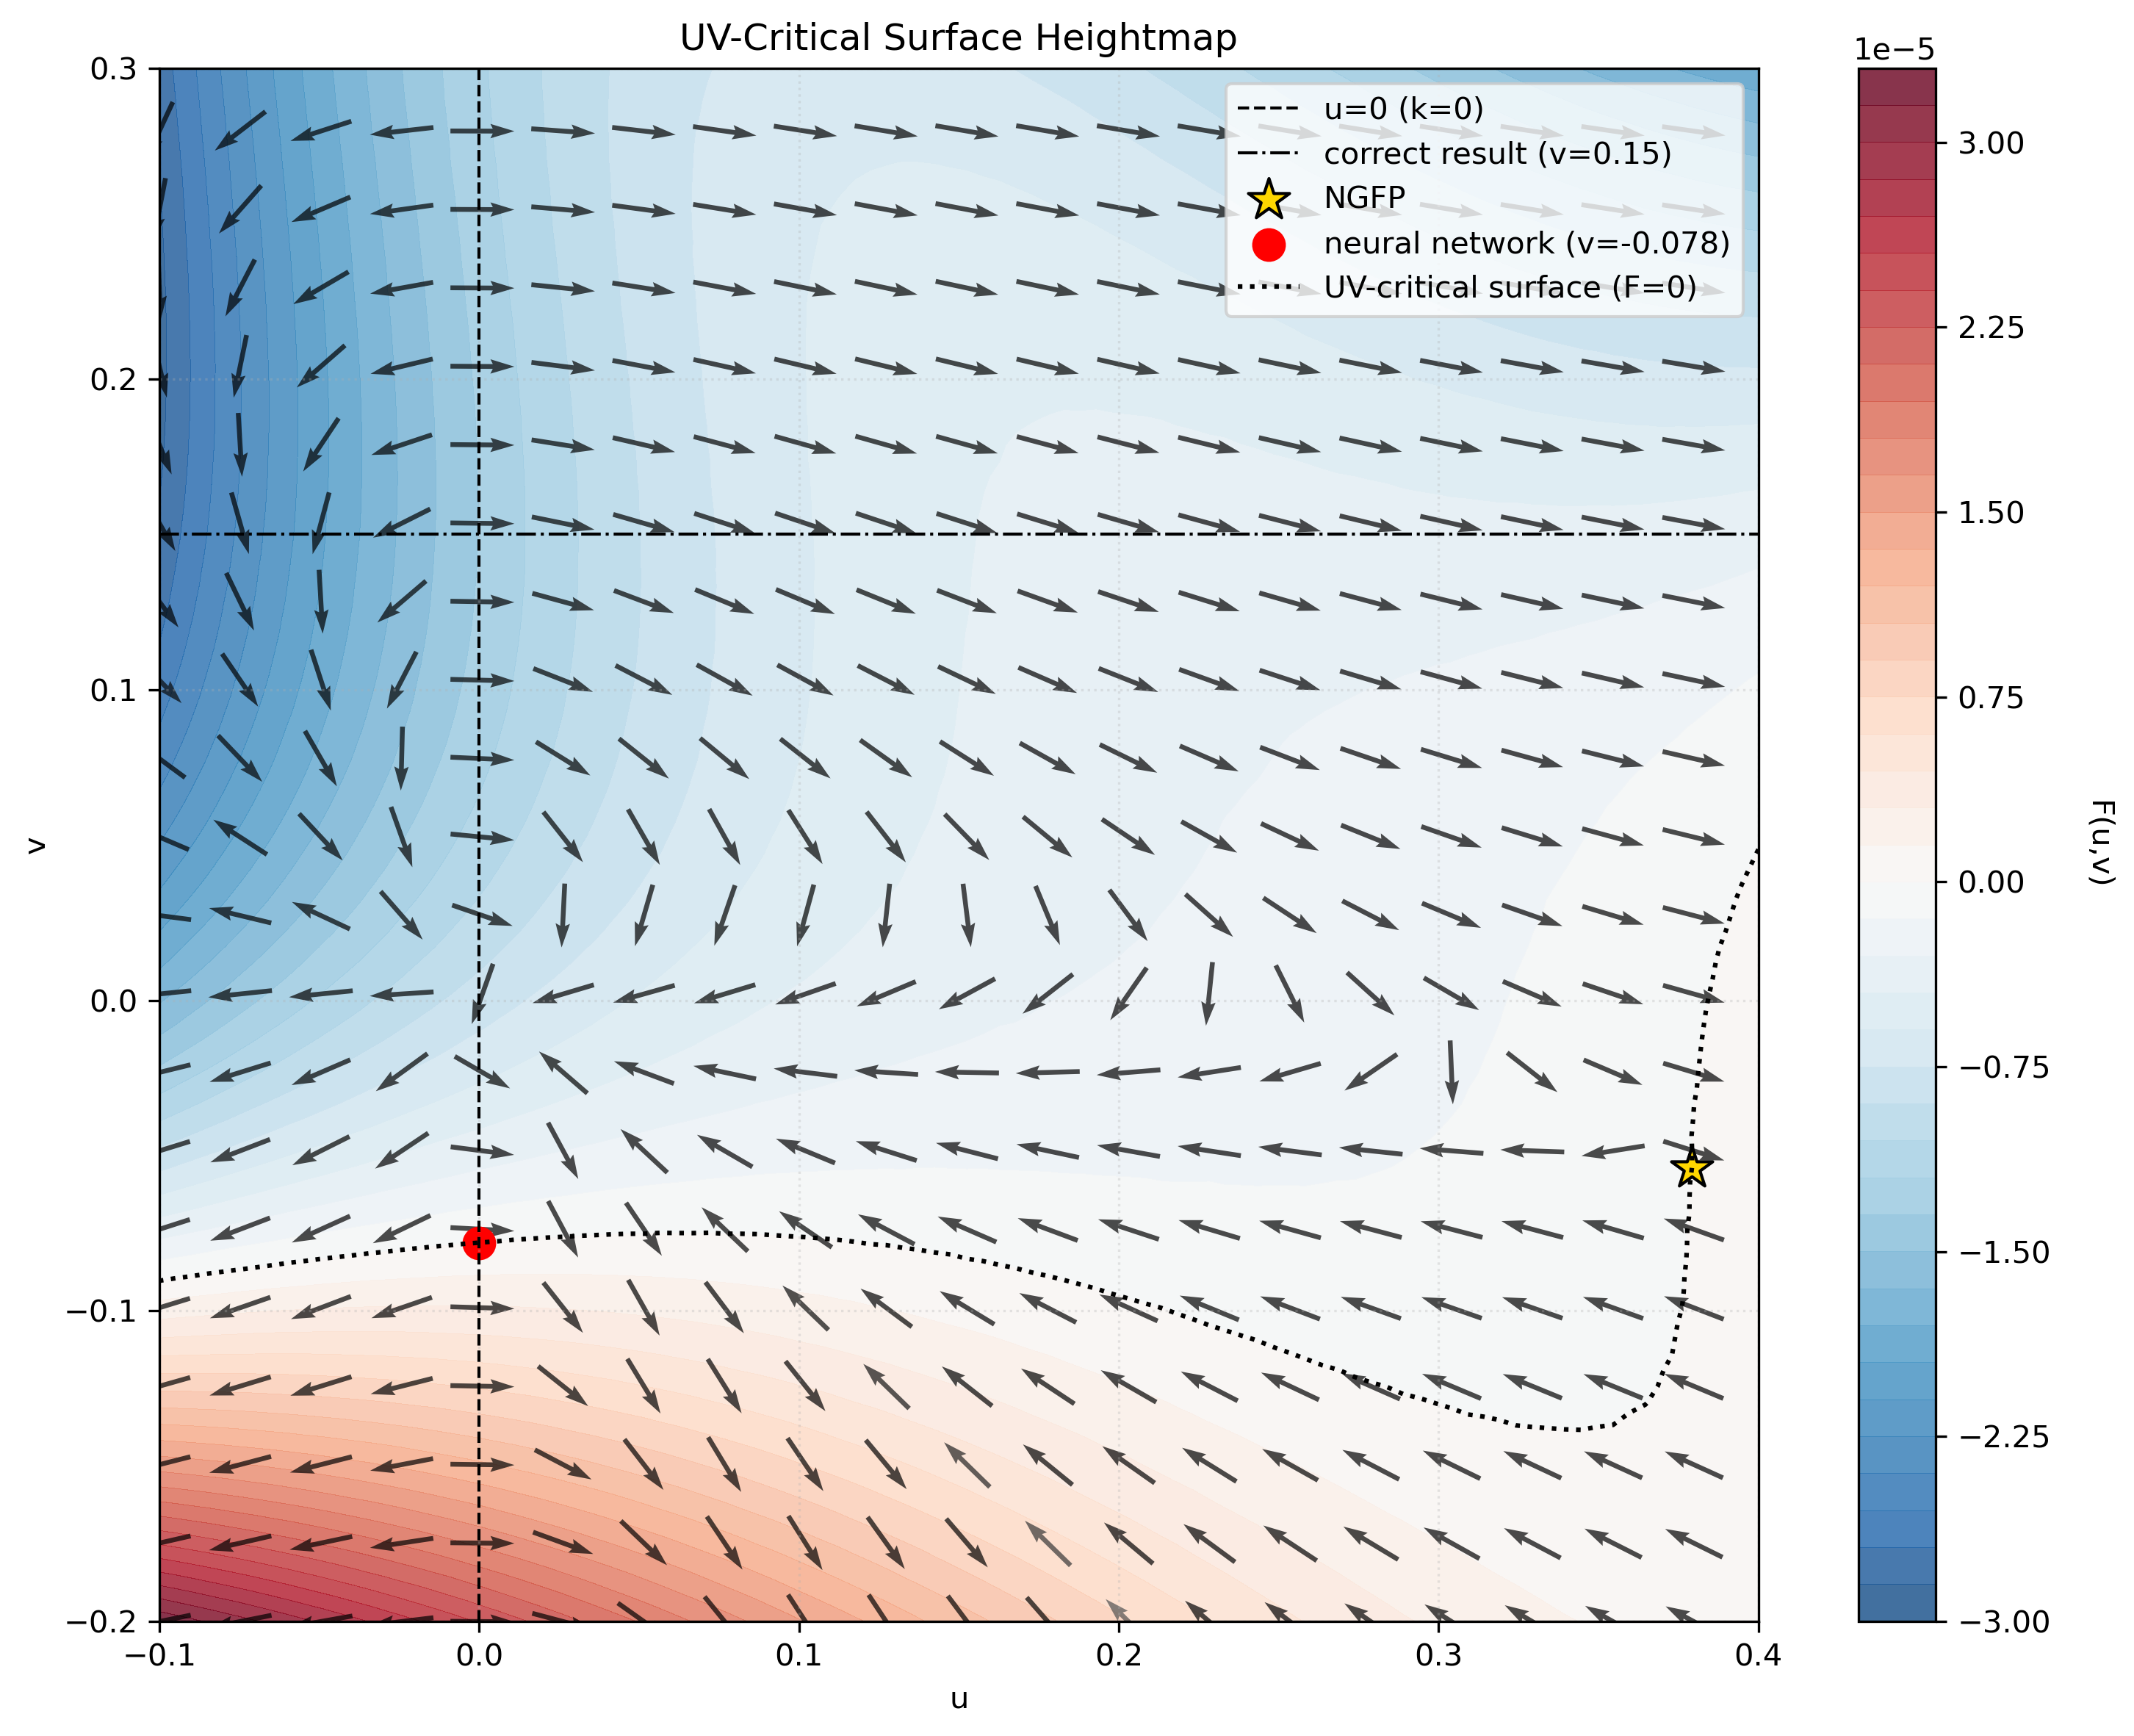 UV-Critical Surface Heightmap
1e−5
0.3
0.2
0.1
0.0
−0.1
−0.2
v
−0.1
0.0
0.1
0.2
0.3
0.4
u
u=0 (k=0)
correct result (v=0.15)
NGFP
neural network (v=-0.078)
UV-critical surface (F=0)
3.00
2.25
1.50
0.75
0.00
−0.75
−1.50
−2.25
−3.00
F(u,v)